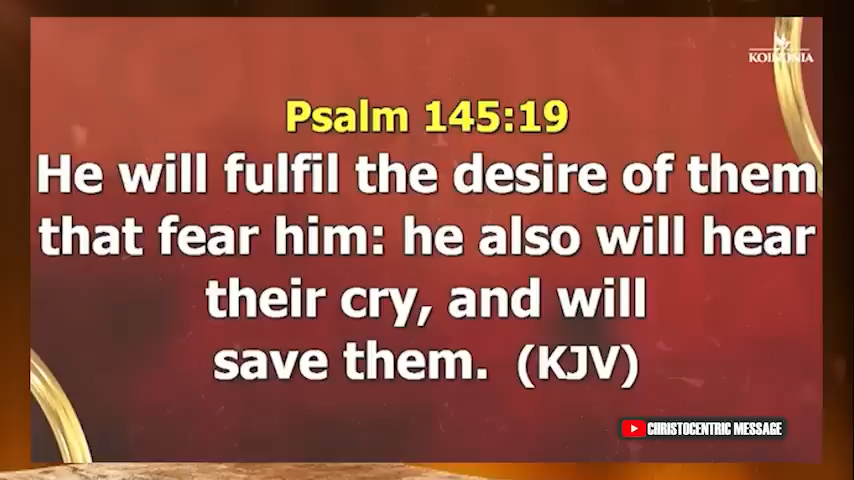 KOINONIA
Psalm 145:19
He will fulfil the desire of them
that fear him: he also will hear
their cry, and will
save them. (KJV)
CHRISTOCENTRIC MESSAGE